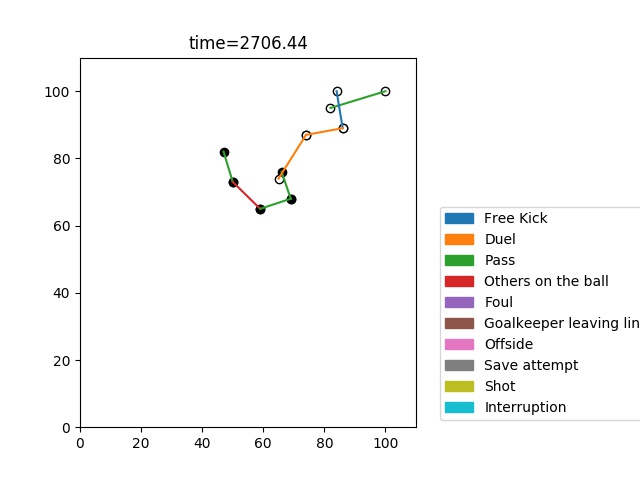 time=2706.44
100
80
60
40
20
0
0
20
40
60
80
100
Free Kick
Duel
Pass
Others on the ball
Foul
Goalkeeper leaving lin
Offside
Save attempt
Shot
Interruption